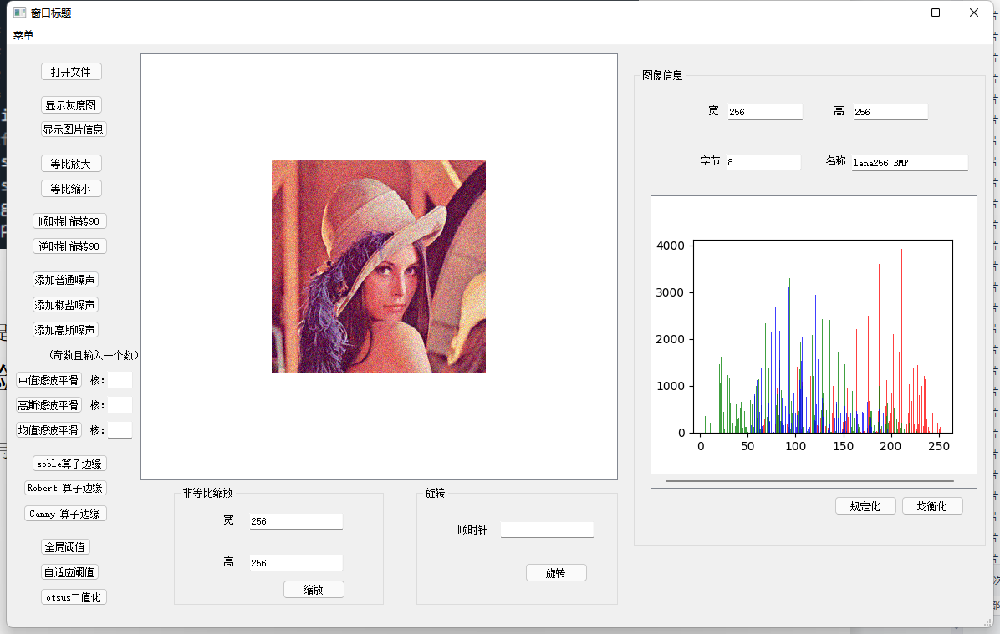 窗口标题
菜单
打开文件
显示灰度图
显示图片信息
等比放大
等比缩小
顺时针旋转90
逆时针旋转90
添加普通噪声
添加椒盐噪声
添加高斯噪声
(奇数且输入一个数)
中值滤波平滑 核:
高斯滤波平滑 核:
均值滤波平滑 核:
soble算子边缘
Robert 算子边缘
Canny 算子边缘
全局阈值
自适应阈值
otsus二值化
非等比缩放
宽 256
高 256
缩放
旋转
顺时针
旋转
图像信息
宽 256 高 256
字节 8 名称 lena256.BMP
4000
3000
2000
1000
0
0 50 100 150 200 250
规定化 均衡化